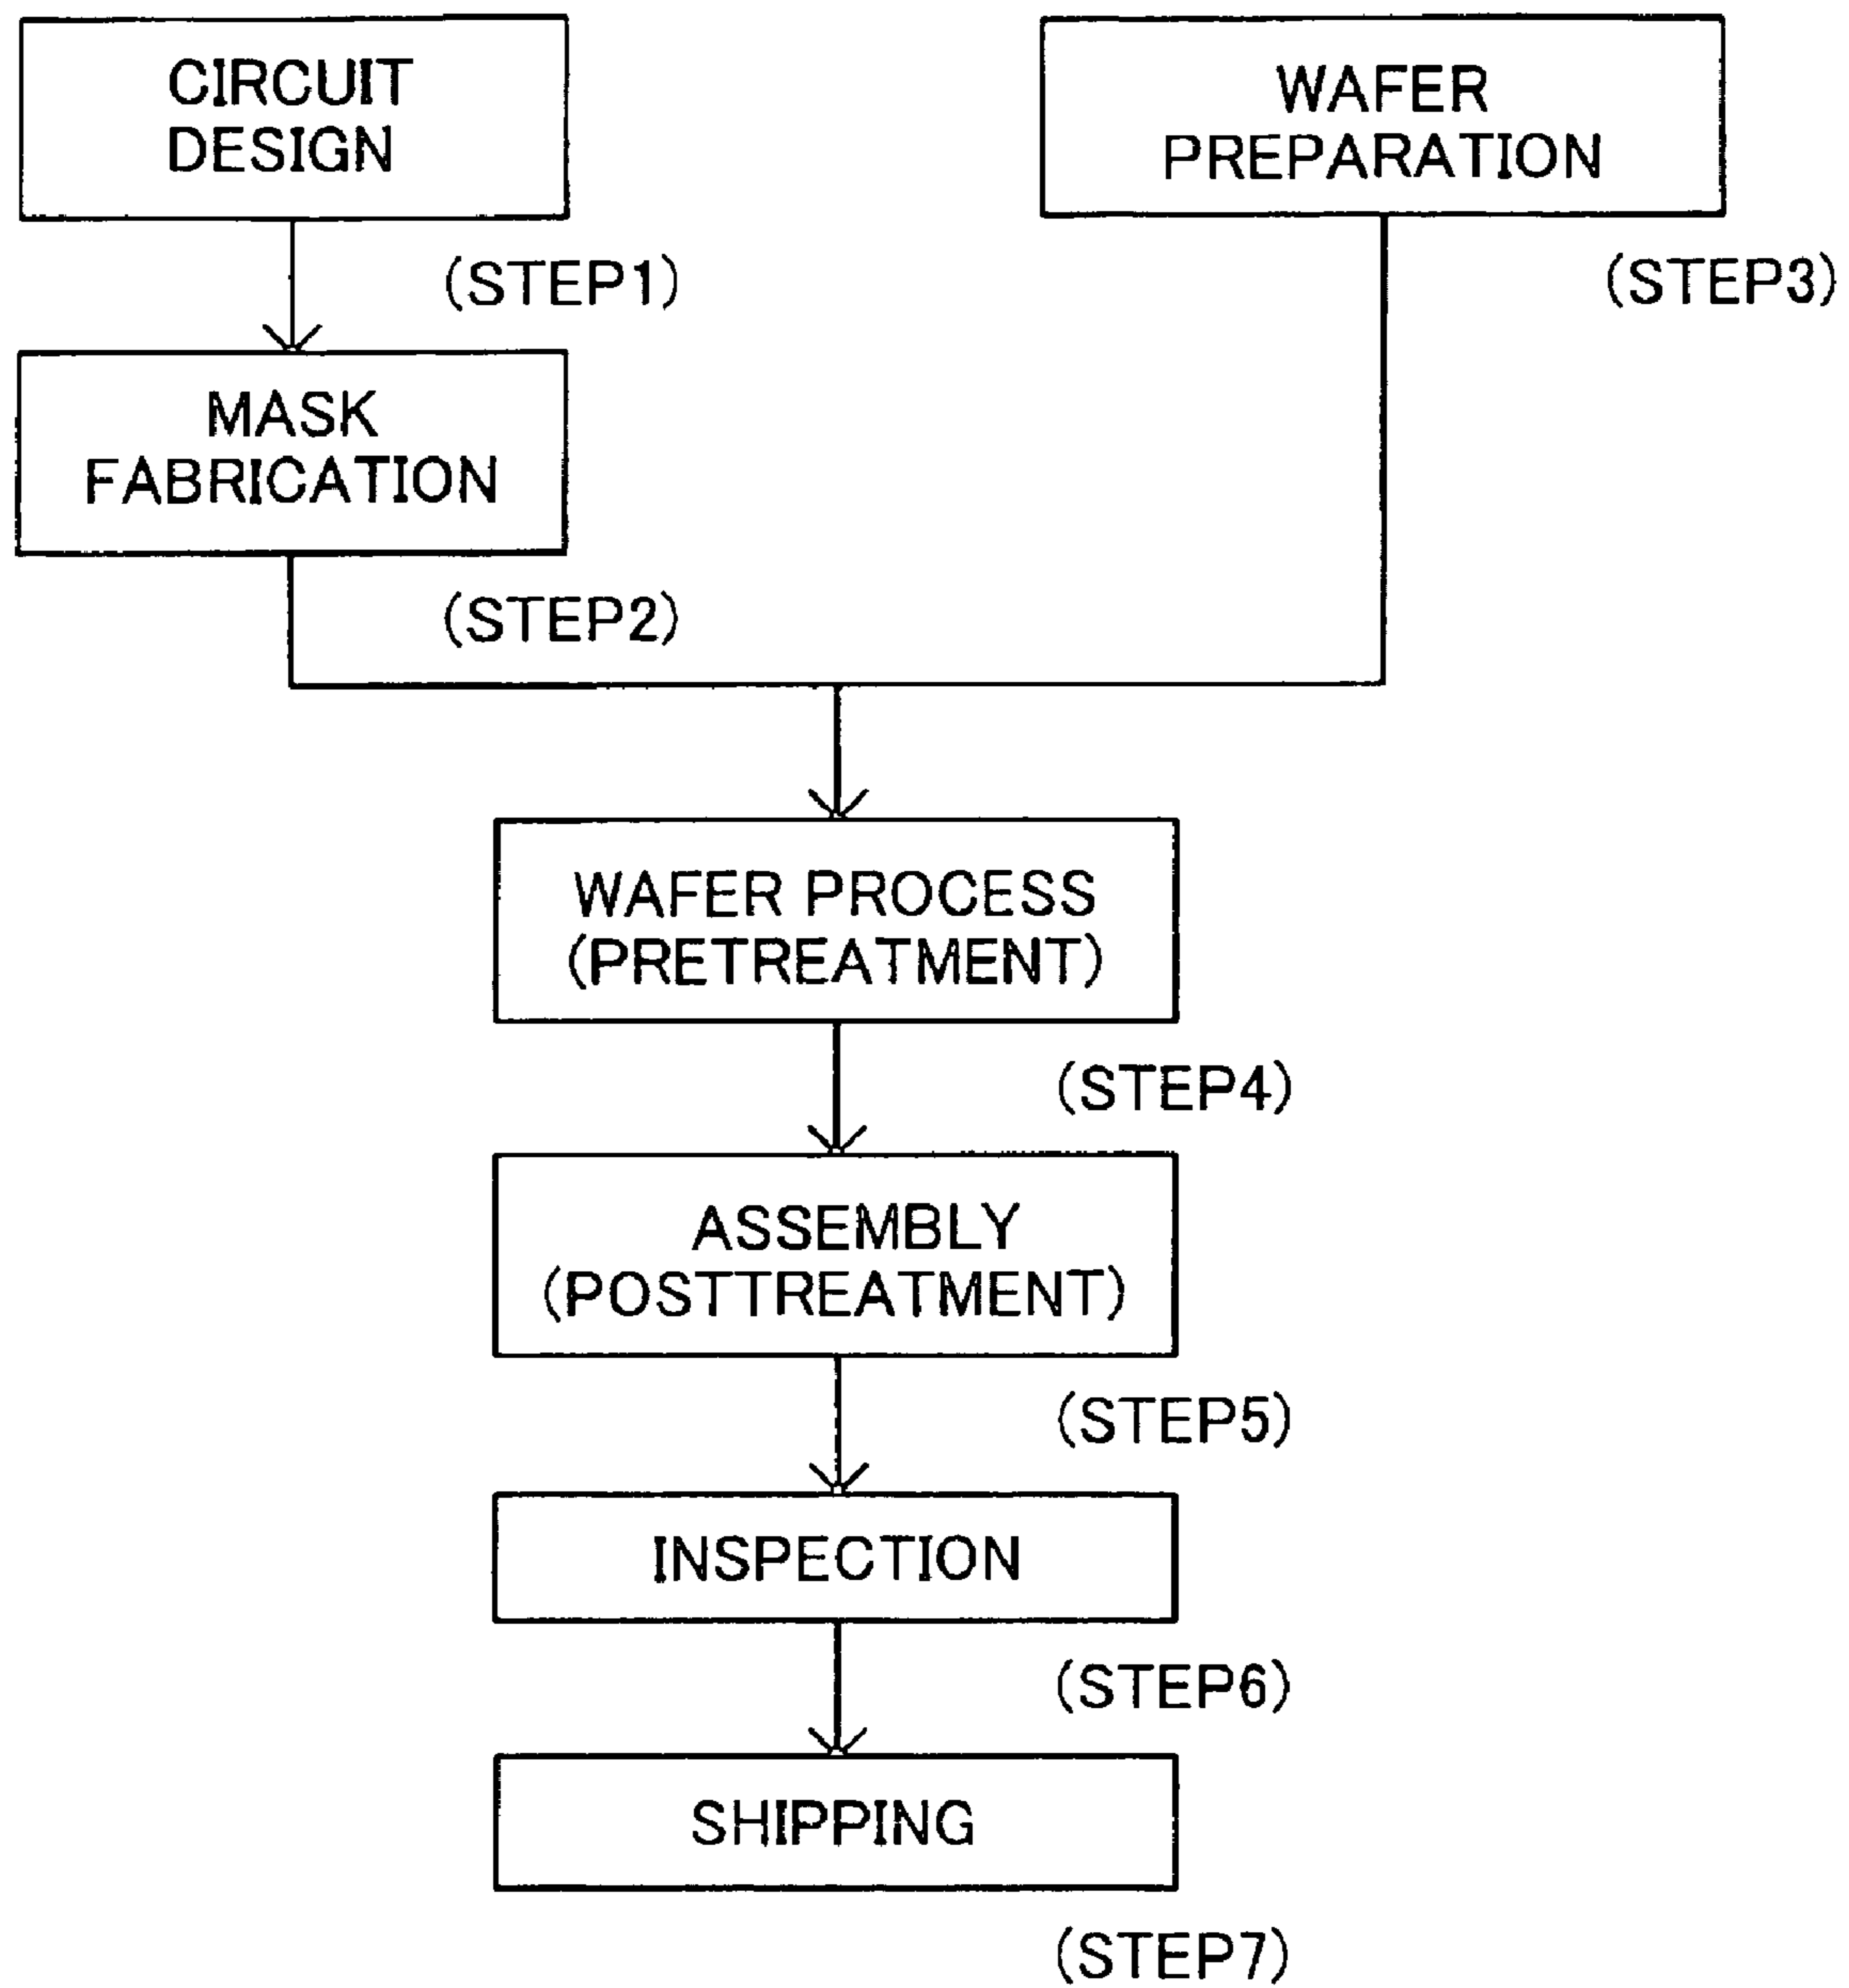 CIRCUIT
DESIGN
(STEP1)
MASK
FABRICATION
(STEP2)
WAFER
PREPARATION
(STEP3)
WAFER PROCESS
(PRETREATMENT)
(STEP4)
ASSEMBLY
(POSTTREATMENT)
(STEP5)
INSPECTION
(STEP6)
SHIPPING
(STEP7)